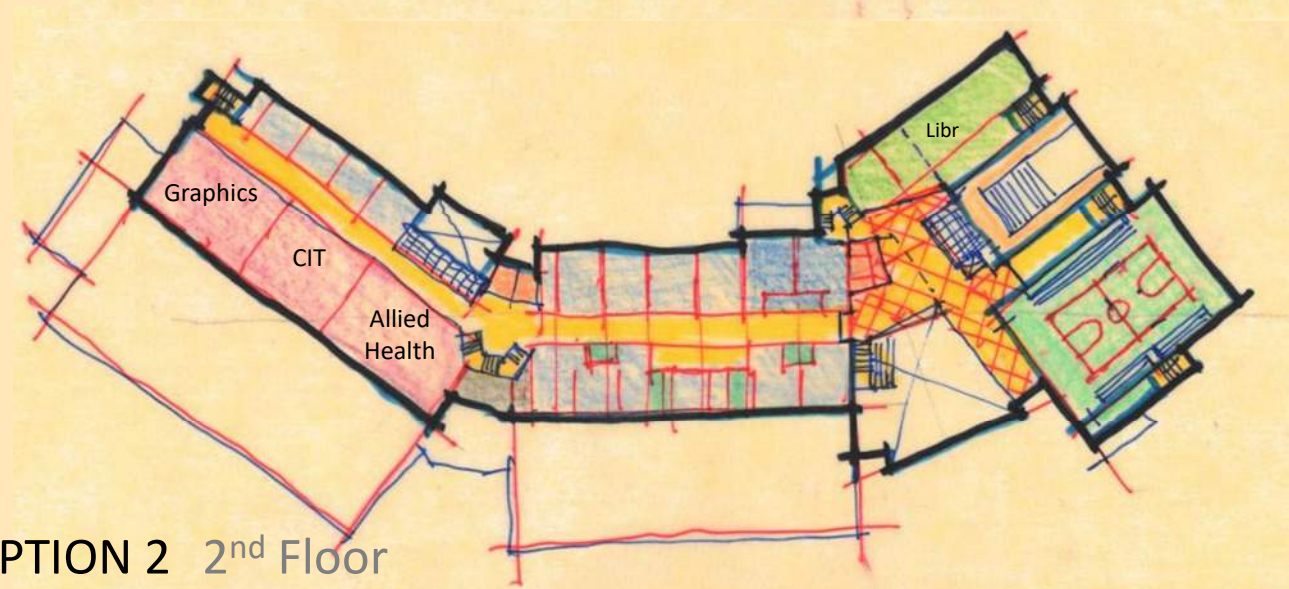 Libr
Graphics
CIT
Allied
Health
PTION 2 2nd Floor